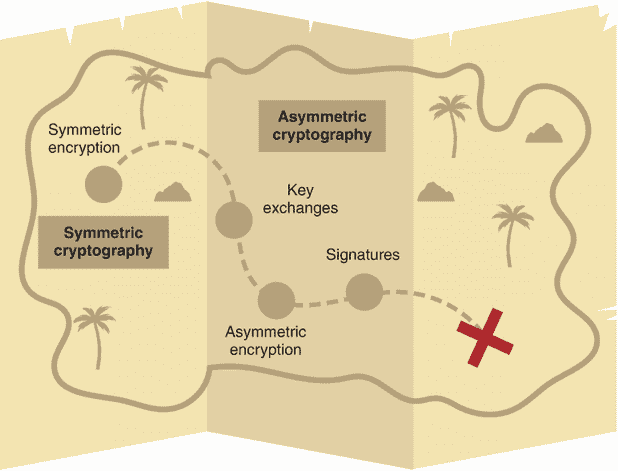 Symmetric
encryption
Symmetric
cryptography
Asymmetric
cryptography
Key
exchanges
Asymmetric
encryption
Signatures